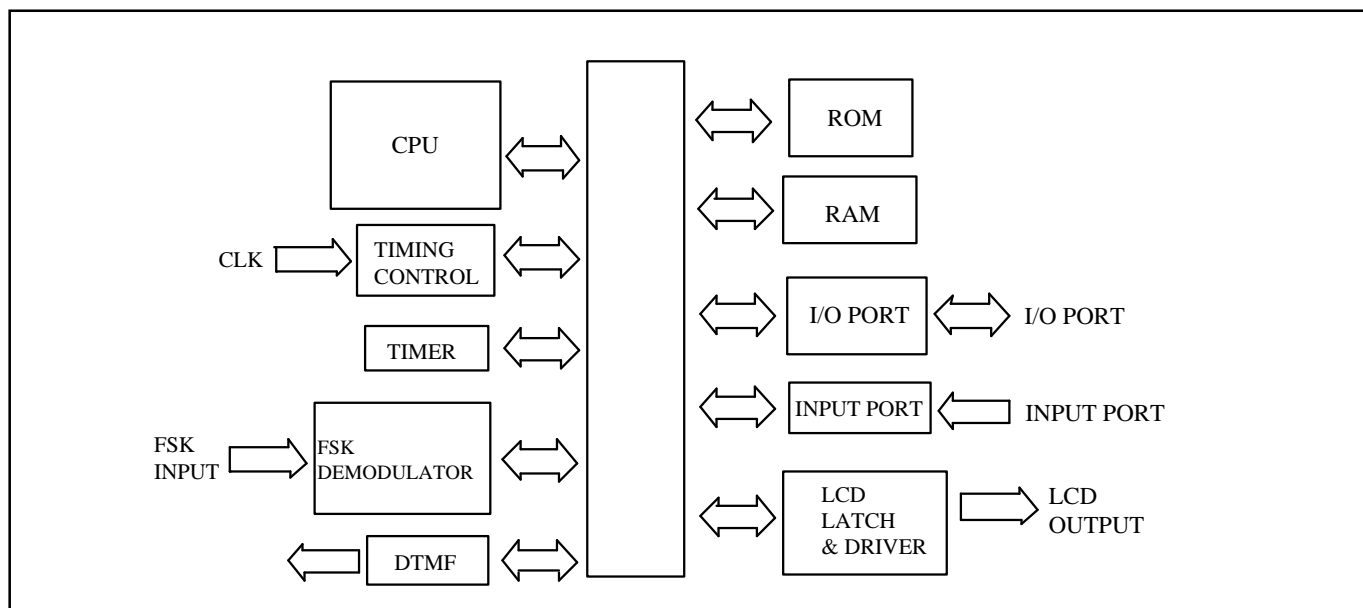 CPU
CLK
TIMING
CONTROL
TIMER
FSK
INPUT
FSK
DEMODULATOR
DTMF
ROM
RAM
I/O PORT
I/O PORT
INPUT PORT
INPUT PORT
LCD
LATCH
& DRIVER
LCD
OUTPUT